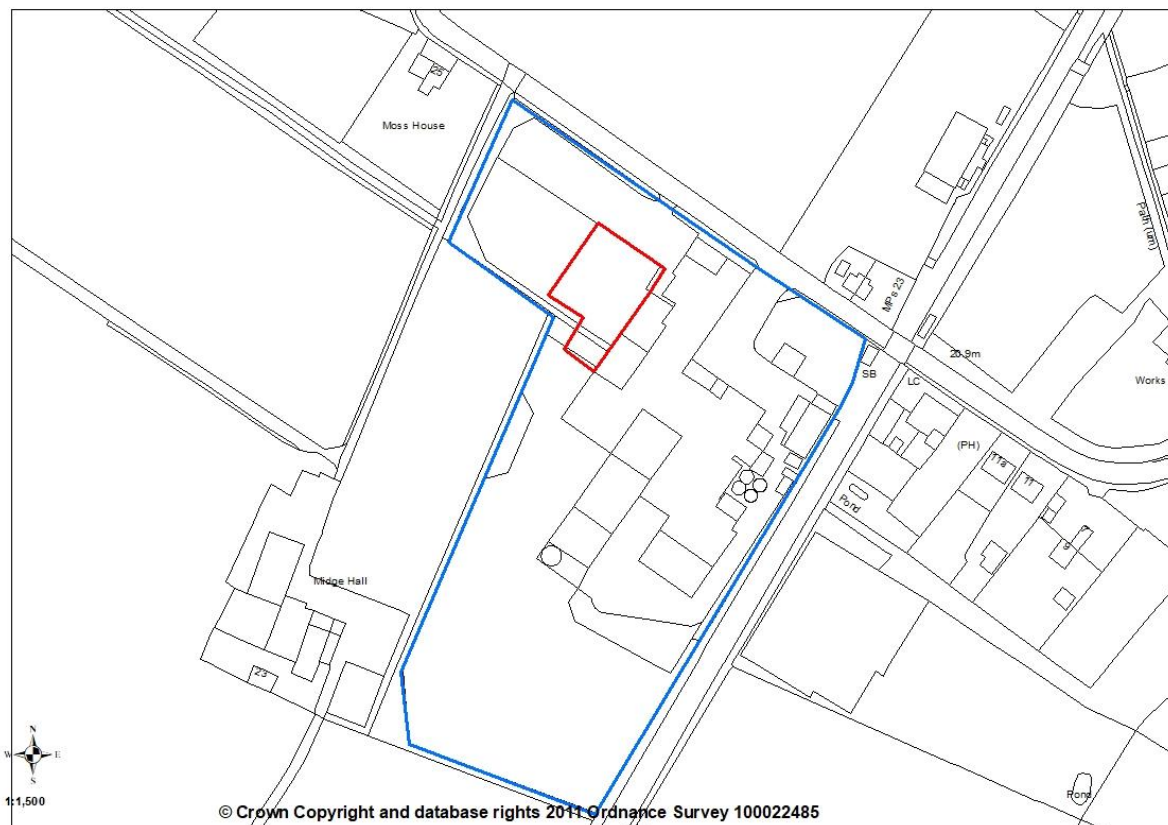 25
Moss House
Path (um)
MPs 23
20.9m
SB
LC
Works
(PH)
11a
11
Pond
9
Midge Hall
23
N
W E
S
Pond
1:1,500
© Crown Copyright and database rights 2011 Ordnance Survey 100022485